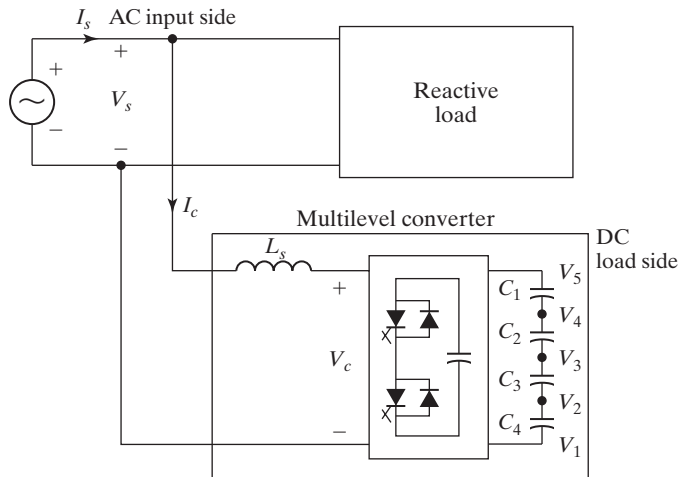 I_s AC input side
+
+
V_s
−
−
Reactive
load
I_c
Multilevel converter
DC
load side
L_s
+
V_c
−
C_1
C_2
C_3
C_4
V_5
V_4
V_3
V_2
V_1